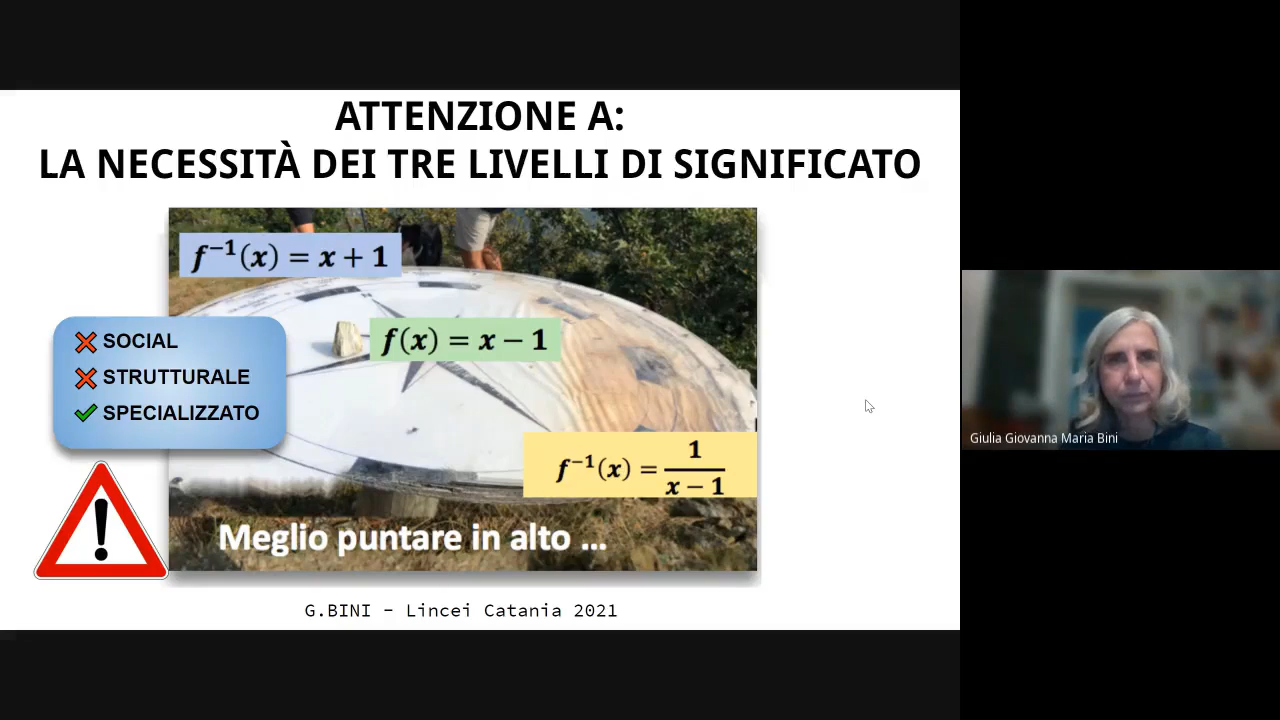 ATTENZIONE A:
LA NECESSITÀ DEI TRE LIVELLI DI SIGNIFICATO
f⁻¹(x) = x + 1
f(x) = x − 1
SOCIAL
STRUTTURALE
SPECIALIZZATO
f⁻¹(x) = 1/(x − 1)
Meglio puntare in alto ...
G.BINI - Lincei Catania 2021
Giulia Giovanna Maria Bini